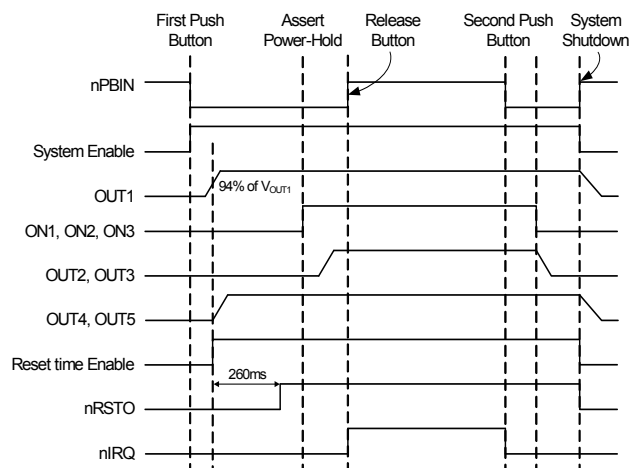 First Push
Button
Assert
Power-Hold
Release
Button
Second Push
Button
System
Shutdown
nPBIN
System Enable
OUT1
94% of VOUT1
ON1, ON2, ON3
OUT2, OUT3
OUT4, OUT5
Reset time Enable
260ms
nRSTO
nIRQ